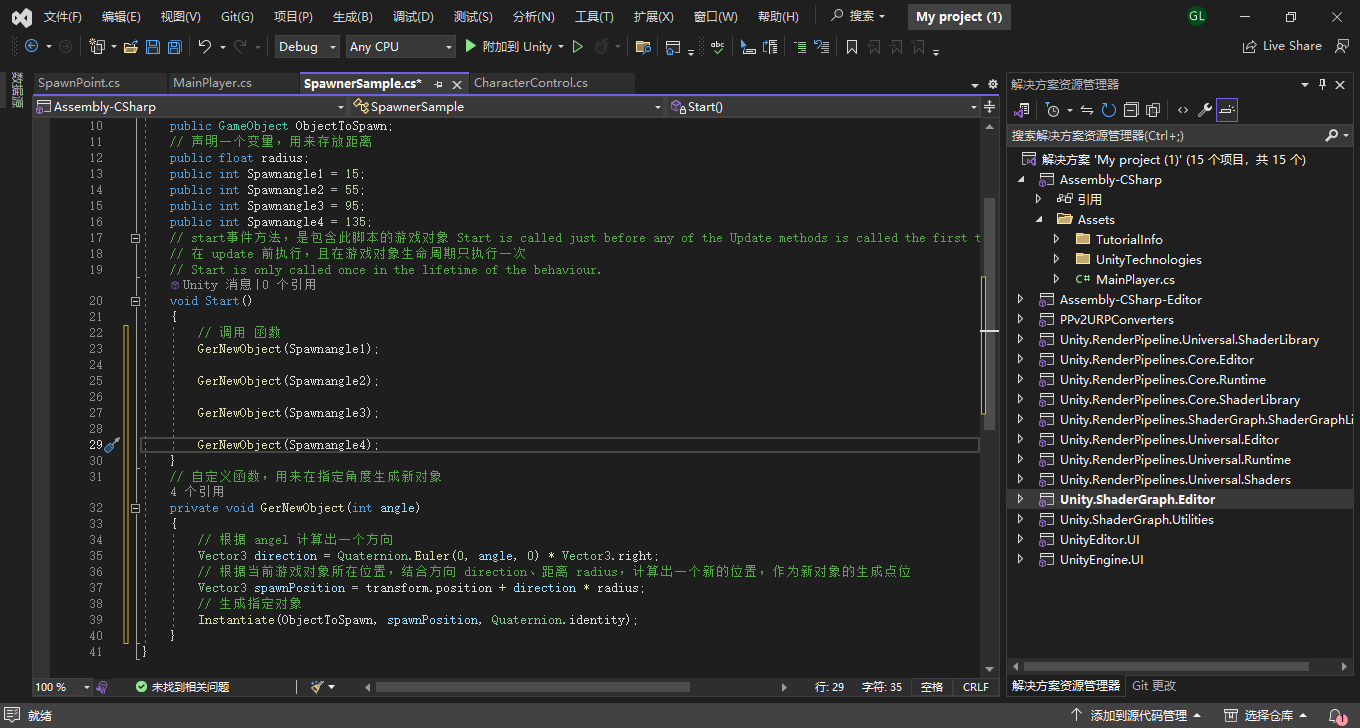 文件(F) 编辑(E) 视图(V) Git(G) 项目(P) 生成(B) 调试(D) 测试(S) 分析(N) 工具(T) 扩展(X) 窗口(W) 帮助(H) 搜索 My project (1) GL
Debug Any CPU 附加到 Unity abc Live Share
数据源
SpawnPoint.cs MainPlayer.cs SpawnerSample.cs* CharacterControl.cs
Assembly-CSharp SpawnerSample Start()
10 public GameObject ObjectToSpawn;
11 // 声明一个变量，用来存放距离
12 public float radius;
13 public int Spawnangle1 = 15;
14 public int Spawnangle2 = 55;
15 public int Spawnangle3 = 95;
16 public int Spawnangle4 = 135;
17 // start事件方法，是包含此脚本的游戏对象 Start is called just before any of the Update methods is called the first t
18 // 在 update 前执行，且在游戏对象生命周期只执行一次
19 // Start is only called once in the lifetime of the behaviour.
Unity 消息|0 个引用
20 void Start()
21 {
22 // 调用 函数
23 GerNewObject(Spawnangle1);
24
25 GerNewObject(Spawnangle2);
26
27 GerNewObject(Spawnangle3);
28
29 GerNewObject(Spawnangle4);
30 }
31 // 自定义函数，用来在指定角度生成新对象
4 个引用
32 private void GerNewObject(int angle)
33 {
34 // 根据 angel 计算出一个方向
35 Vector3 direction = Quaternion.Euler(0, angle, 0) * Vector3.right;
36 // 根据当前游戏对象所在位置，结合方向 direction、距离 radius，计算出一个新的位置，作为新对象的生成点位
37 Vector3 spawnPosition = transform.position + direction * radius;
38 // 生成指定对象
39 Instantiate(ObjectToSpawn, spawnPosition, Quaternion.identity);
40 }
41 }
100 % 未找到相关问题 行: 29 字符: 35 空格 CRLF
解决方案资源管理器
搜索解决方案资源管理器(Ctrl+;)
解决方案 'My project (1)' (15 个项目，共 15 个)
Assembly-CSharp
引用
Assets
TutorialInfo
UnityTechnologies
C# MainPlayer.cs
Assembly-CSharp-Editor
PPv2URPConverters
Unity.RenderPipeline.Universal.ShaderLibrary
Unity.RenderPipelines.Core.Editor
Unity.RenderPipelines.Core.Runtime
Unity.RenderPipelines.Core.ShaderLibrary
Unity.RenderPipelines.ShaderGraph.ShaderGraphLi
Unity.RenderPipelines.Universal.Editor
Unity.RenderPipelines.Universal.Runtime
Unity.RenderPipelines.Universal.Shaders
Unity.ShaderGraph.Editor
Unity.ShaderGraph.Utilities
UnityEditor.UI
UnityEngine.UI
解决方案资源管理器 Git 更改
就绪 添加到源代码管理 选择仓库 1